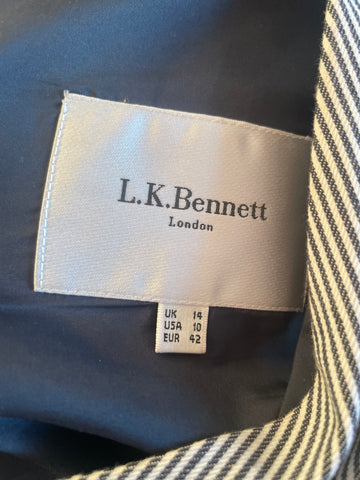 L.K.Bennett
London
UK 14
USA 10
EUR 42